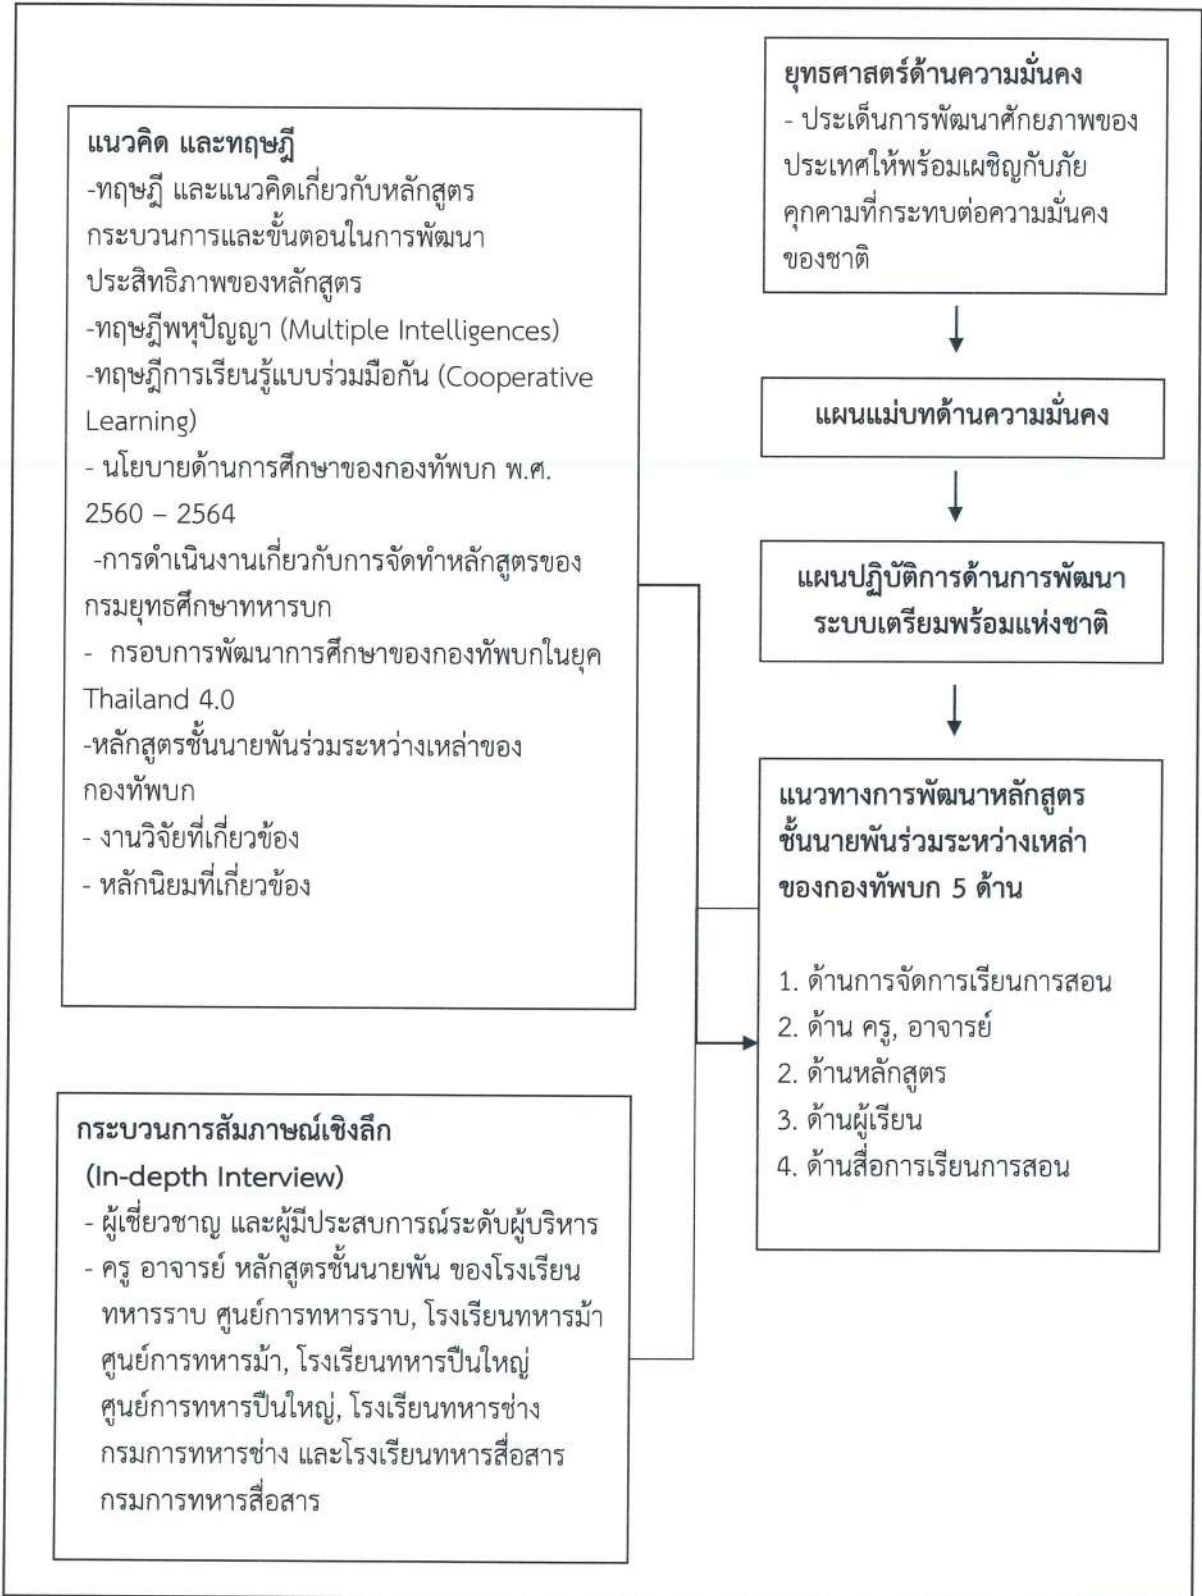 แนวคิด และทฤษฎี
-ทฤษฎี และแนวคิดเกี่ยวกับหลักสูตร
กระบวนการและขั้นตอนในการพัฒนา
ประสิทธิภาพของหลักสูตร
-ทฤษฎีพหุปัญญา (Multiple Intelligences)
-ทฤษฎีการเรียนรู้แบบร่วมมือกัน (Cooperative
Learning)
- นโยบายด้านการศึกษาของกองทัพบก พ.ศ.
2560 – 2564
-การดำเนินงานเกี่ยวกับการจัดทำหลักสูตรของ
กรมยุทธศึกษาทหารบก
- กรอบการพัฒนาการศึกษาของกองทัพบกในยุค
Thailand 4.0
-หลักสูตรชั้นนายพันร่วมระหว่างเหล่าของ
กองทัพบก
- งานวิจัยที่เกี่ยวข้อง
- หลักนิยมที่เกี่ยวข้อง
กระบวนการสัมภาษณ์เชิงลึก
(In-depth Interview)
- ผู้เชี่ยวชาญ และผู้มีประสบการณ์ระดับผู้บริหาร
- ครู อาจารย์ หลักสูตรชั้นนายพัน ของโรงเรียน
ทหารราบ ศูนย์การทหารราบ, โรงเรียนทหารม้า
ศูนย์การทหารม้า, โรงเรียนทหารปืนใหญ่
ศูนย์การทหารปืนใหญ่, โรงเรียนทหารช่าง
กรมการทหารช่าง และโรงเรียนทหารสื่อสาร
กรมการทหารสื่อสาร
ยุทธศาสตร์ด้านความมั่นคง
- ประเด็นการพัฒนาศักยภาพของ
ประเทศให้พร้อมเผชิญกับภัย
คุกคามที่กระทบต่อความมั่นคง
ของชาติ
แผนแม่บทด้านความมั่นคง
แผนปฏิบัติการด้านการพัฒนา
ระบบเตรียมพร้อมแห่งชาติ
แนวทางการพัฒนาหลักสูตร
ชั้นนายพันร่วมระหว่างเหล่า
ของกองทัพบก 5 ด้าน
1. ด้านการจัดการเรียนการสอน
2. ด้าน ครู, อาจารย์
2. ด้านหลักสูตร
3. ด้านผู้เรียน
4. ด้านสื่อการเรียนการสอน